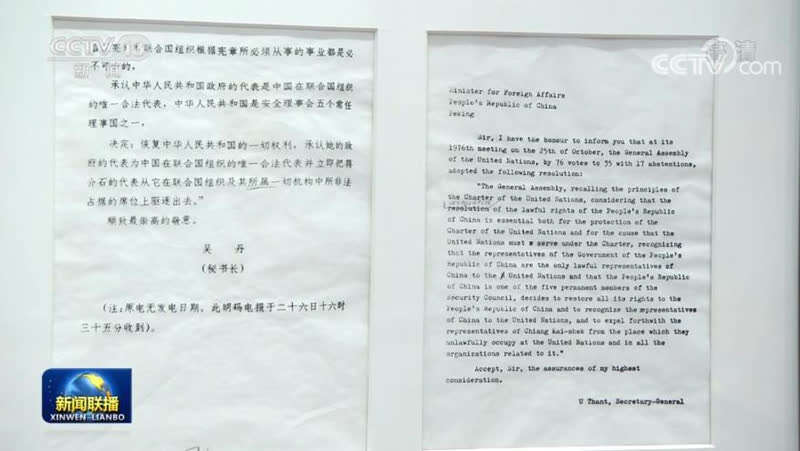 CCTV
联合国组织根据宪章所必须从事的事业都是必
不可
的。
承认中华人民共和国政府的代表是中国在联合国组织
的唯一合法代表,中华人民共和国是安全理事会五个常任
理事国之一。
决定:恢复中华人民共和国的一切权利,承认她的政
府的代表为中国在联合国组织的唯一合法代表并立即把蒋
介石的代表从它在联合国组织及其所属一切机构中所非法
占据的席位上驱逐出去。”
顺致最崇高的敬意。
吴 丹
(秘书长)
(注:原电无发电日期,此明码电报于二十六日十六时
三十五分收到)。
CCTV.com
Minister for Foreign Affairs
People's Republic of China
Peking
Sir, I have the honour to inform you that at its
1976th meeting on the 25th of October, the General Assembly
of the United Nations, by 76 votes to 35 with 17 abstentions,
adopted the following resolution:
"The General Assembly, recalling the principles of
the Charter of the United Nations, considering that the
resolution of the lawful rights of the People's Republic
of China is essential both for the protection of the
Charter of the United Nations and for the cause that the
United Nations must serve under the Charter, recognizing
that the representatives of the Government of the People's
Republic of China are the only lawful representatives of
China to the United Nations and that the People's Republic
of China is one of the five permanent members of the
Security Council, decides to restore all its rights to the
People's Republic of China and to recognize the representatives
of China to the United Nations, and to expel forthwith the
representatives of Chiang Kai-shek from the place which they
unlawfully occupy at the United Nations and in all the
organizations related to it."
Accept, Sir, the assurances of my highest
consideration.
U Thant, Secretary-General
新闻联播
XINWEN-LIANBO